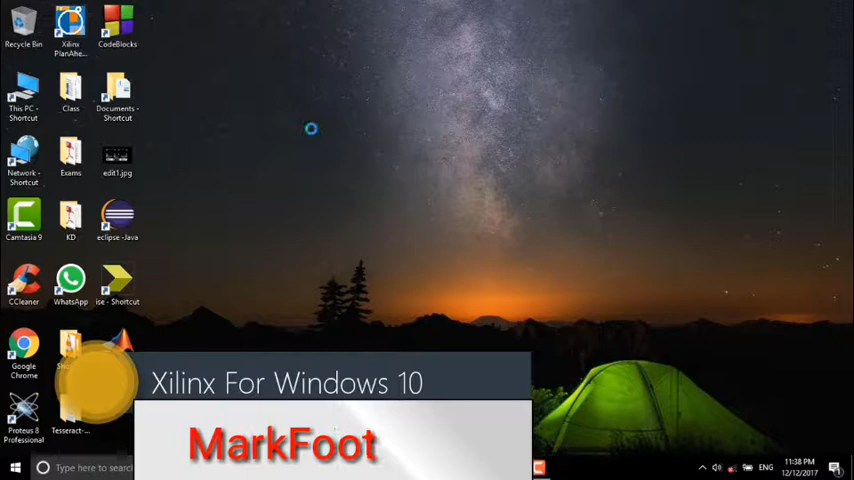 Recycle Bin
Xilinx
PlanAhe...
CodeBlocks
This PC -
Shortcut
Class
Documents -
Shortcut
Network -
Shortcut
Exams
edit1.jpg
Camtasia 9
KD
eclipse -Java
CCleaner
WhatsApp
ise - Shortcut
Google
Chrome
Proteus 8
Professional
Tesseract-...
Xilinx For Windows 10
MarkFoot
Type here to search
ENG
11:38 PM
12/12/2017
1